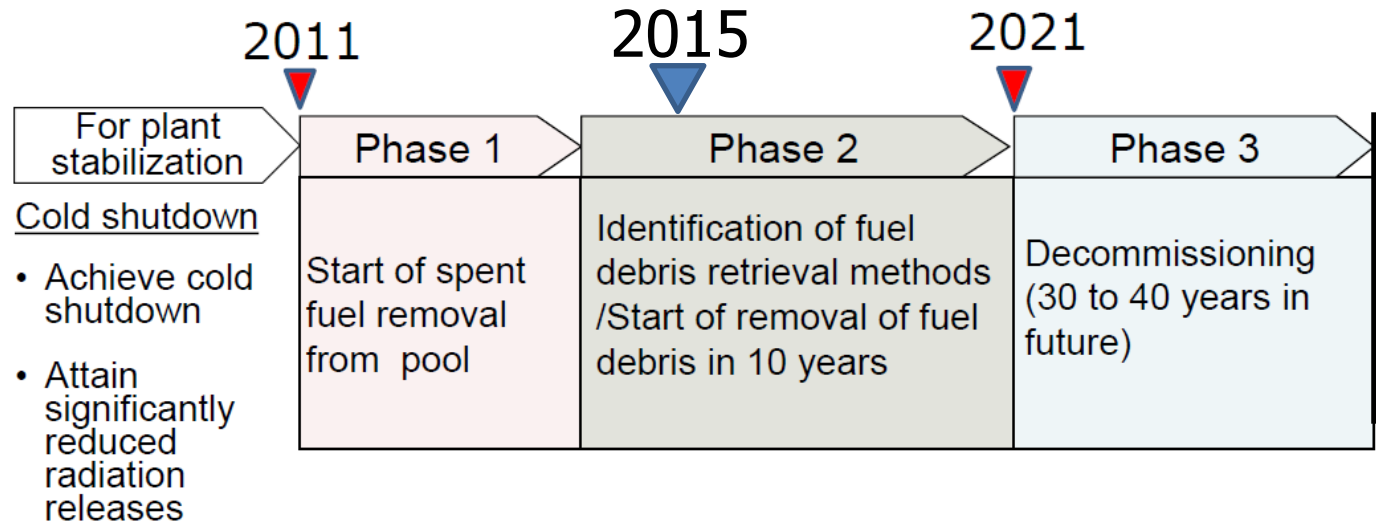 2011
2015
2021
For plant
stabilization
Phase 1
Phase 2
Phase 3
Cold shutdown
• Achieve cold
shutdown
• Attain
significantly
reduced
radiation
releases
Start of spent
fuel removal
from pool
Identification of fuel
debris retrieval methods
/Start of removal of fuel
debris in 10 years
Decommissioning
(30 to 40 years in
future)